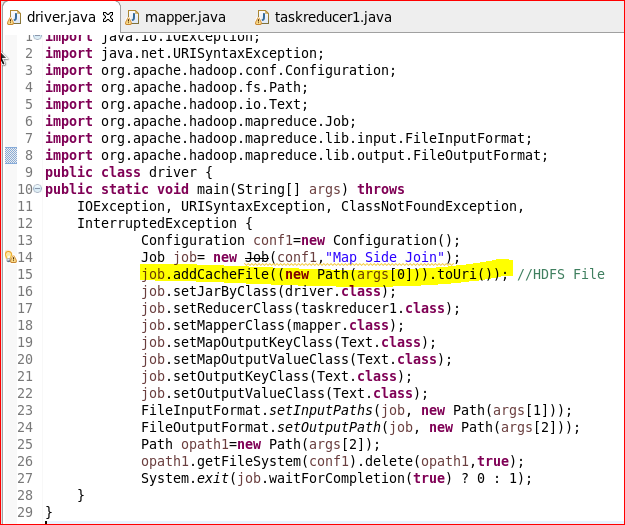 driver.java mapper.java taskreducer1.java
1 import java.io.IOException;
2 import java.net.URISyntaxException;
3 import org.apache.hadoop.conf.Configuration;
4 import org.apache.hadoop.fs.Path;
5 import org.apache.hadoop.io.Text;
6 import org.apache.hadoop.mapreduce.Job;
7 import org.apache.hadoop.mapreduce.lib.input.FileInputFormat;
8 import org.apache.hadoop.mapreduce.lib.output.FileOutputFormat;
9 public class driver {
10 public static void main(String[] args) throws
11 IOException, URISyntaxException, ClassNotFoundException,
12 InterruptedException {
13 Configuration conf1=new Configuration();
14 Job job= new Job(conf1,"Map Side Join");
15 job.addCacheFile((new Path(args[0])).toUri()); //HDFS File
16 job.setJarByClass(driver.class);
17 job.setReducerClass(taskreducer1.class);
18 job.setMapperClass(mapper.class);
19 job.setMapOutputKeyClass(Text.class);
20 job.setMapOutputValueClass(Text.class);
21 job.setOutputKeyClass(Text.class);
22 job.setOutputValueClass(Text.class);
23 FileInputFormat.setInputPaths(job, new Path(args[1]));
24 FileOutputFormat.setOutputPath(job, new Path(args[2]));
25 Path opath1=new Path(args[2]);
26 opath1.getFileSystem(conf1).delete(opath1,true);
27 System.exit(job.waitForCompletion(true) ? 0 : 1);
28 }
29 }